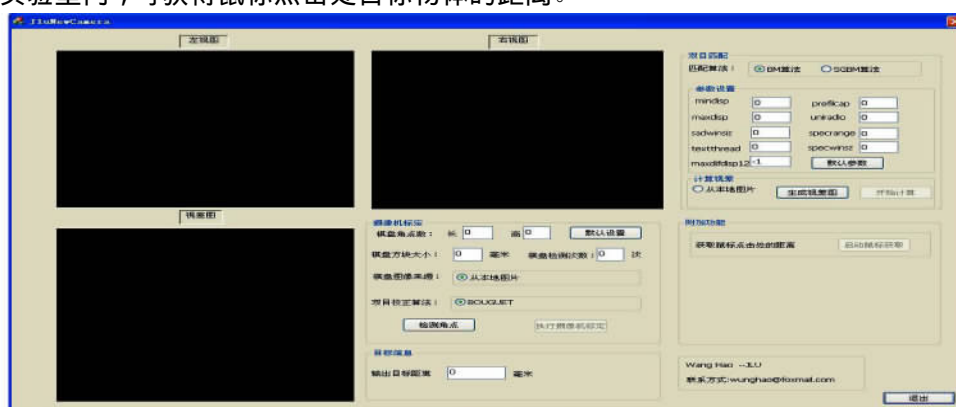 实验室内，可获得鼠标点击处目标物体的距离。
JluNewCamera
左视图
右视图
双目匹配
匹配算法： BM算法 SGBM算法
参数设置
mindisp 0 prefilcap 0
maxdisp 0 uniradio 0
sadwinsiz 0 specrange 0
textthread 0 specwinsz 0
maxdifdisp12 -1 默认参数
计算视差
从本地图片 生成视差图 开始计算
视差图
摄像机标定
棋盘角点数： 长 0 高 0 默认设置
棋盘方块大小： 0 毫米 棋盘检测次数： 0 次
棋盘图像来源： 从本地图片
双目校正算法： BOUGUET
检测角点 执行摄像机标定
附加功能
获取鼠标点击处的距离 启动鼠标获取
目标信息
输出目标距离 0 毫米
Wang Hao --JLU
联系方式:wunghao@foxmail.com
退出